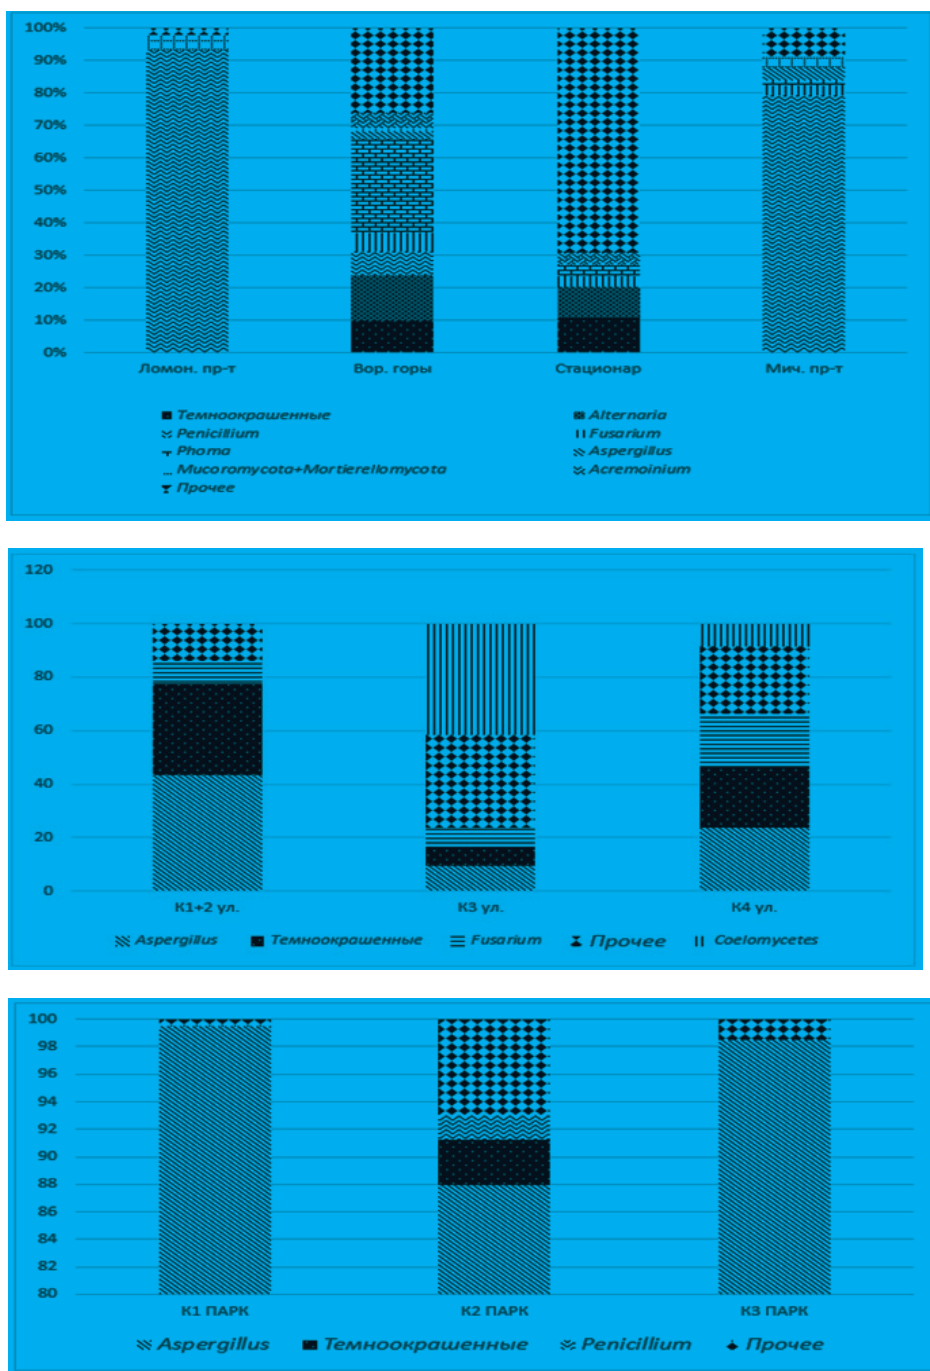 100%
90%
80%
70%
60%
50%
40%
30%
20%
10%
0%
Ломон. пр-т Вор. горы Стационар Мич. пр-т
Темноокрашенные Alternaria
Penicillium Fusarium
Phoma Aspergillus
Mucoromycota+Mortierellomycota Acremoinium
Прочее
120
100
80
60
40
20
0
К1+2 ул. К3 ул. К4 ул.
Aspergillus Темноокрашенные Fusarium Прочее Coelomycetes
100
98
96
94
92
90
88
86
84
82
80
К1 ПАРК К2 ПАРК К3 ПАРК
Aspergillus Темноокрашенные Penicillium Прочее